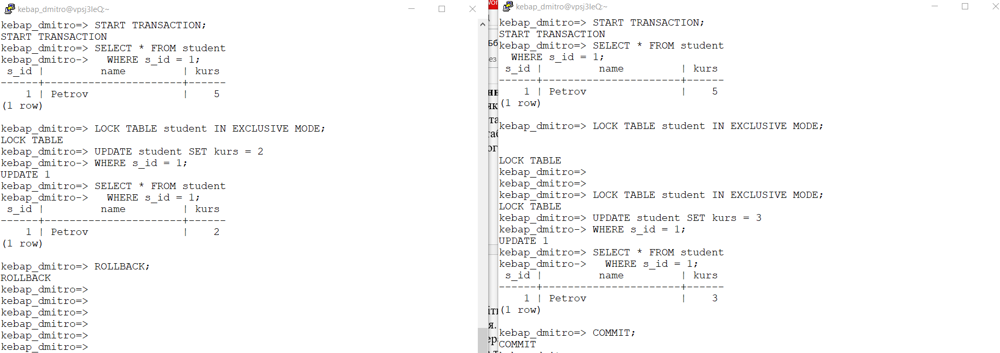 kebap_dmitro@vpsj3IeQ:~
kebap_dmitro=> START TRANSACTION;
START TRANSACTION
kebap_dmitro=> SELECT * FROM student
kebap_dmitro->   WHERE s_id = 1;
 s_id |         name         | kurs
------+----------------------+------
    1 | Petrov               |    5
(1 row)
kebap_dmitro=> LOCK TABLE student IN EXCLUSIVE MODE;
LOCK TABLE
kebap_dmitro=> UPDATE student SET kurs = 2
kebap_dmitro-> WHERE s_id = 1;
UPDATE 1
kebap_dmitro=> SELECT * FROM student
kebap_dmitro->   WHERE s_id = 1;
 s_id |         name         | kurs
------+----------------------+------
    1 | Petrov               |    2
(1 row)
kebap_dmitro=> ROLLBACK;
ROLLBACK
kebap_dmitro=>
kebap_dmitro=>
kebap_dmitro=>
kebap_dmitro=>
kebap_dmitro=>
kebap_dmitro=>
kebap_dmitro@vpsj3IeQ:~
kebap_dmitro=> START TRANSACTION;
START TRANSACTION
kebap_dmitro=> SELECT * FROM student
  WHERE s_id = 1;
 s_id |         name         | kurs
------+----------------------+------
    1 | Petrov               |    5
(1 row)
kebap_dmitro=> LOCK TABLE student IN EXCLUSIVE MODE;
LOCK TABLE
kebap_dmitro=>
kebap_dmitro=>
kebap_dmitro=> LOCK TABLE student IN EXCLUSIVE MODE;
LOCK TABLE
kebap_dmitro=> UPDATE student SET kurs = 3
kebap_dmitro-> WHERE s_id = 1;
UPDATE 1
kebap_dmitro=> SELECT * FROM student
kebap_dmitro->   WHERE s_id = 1;
 s_id |         name         | kurs
------+----------------------+------
    1 | Petrov               |    3
(1 row)
kebap_dmitro=> COMMIT;
COMMIT